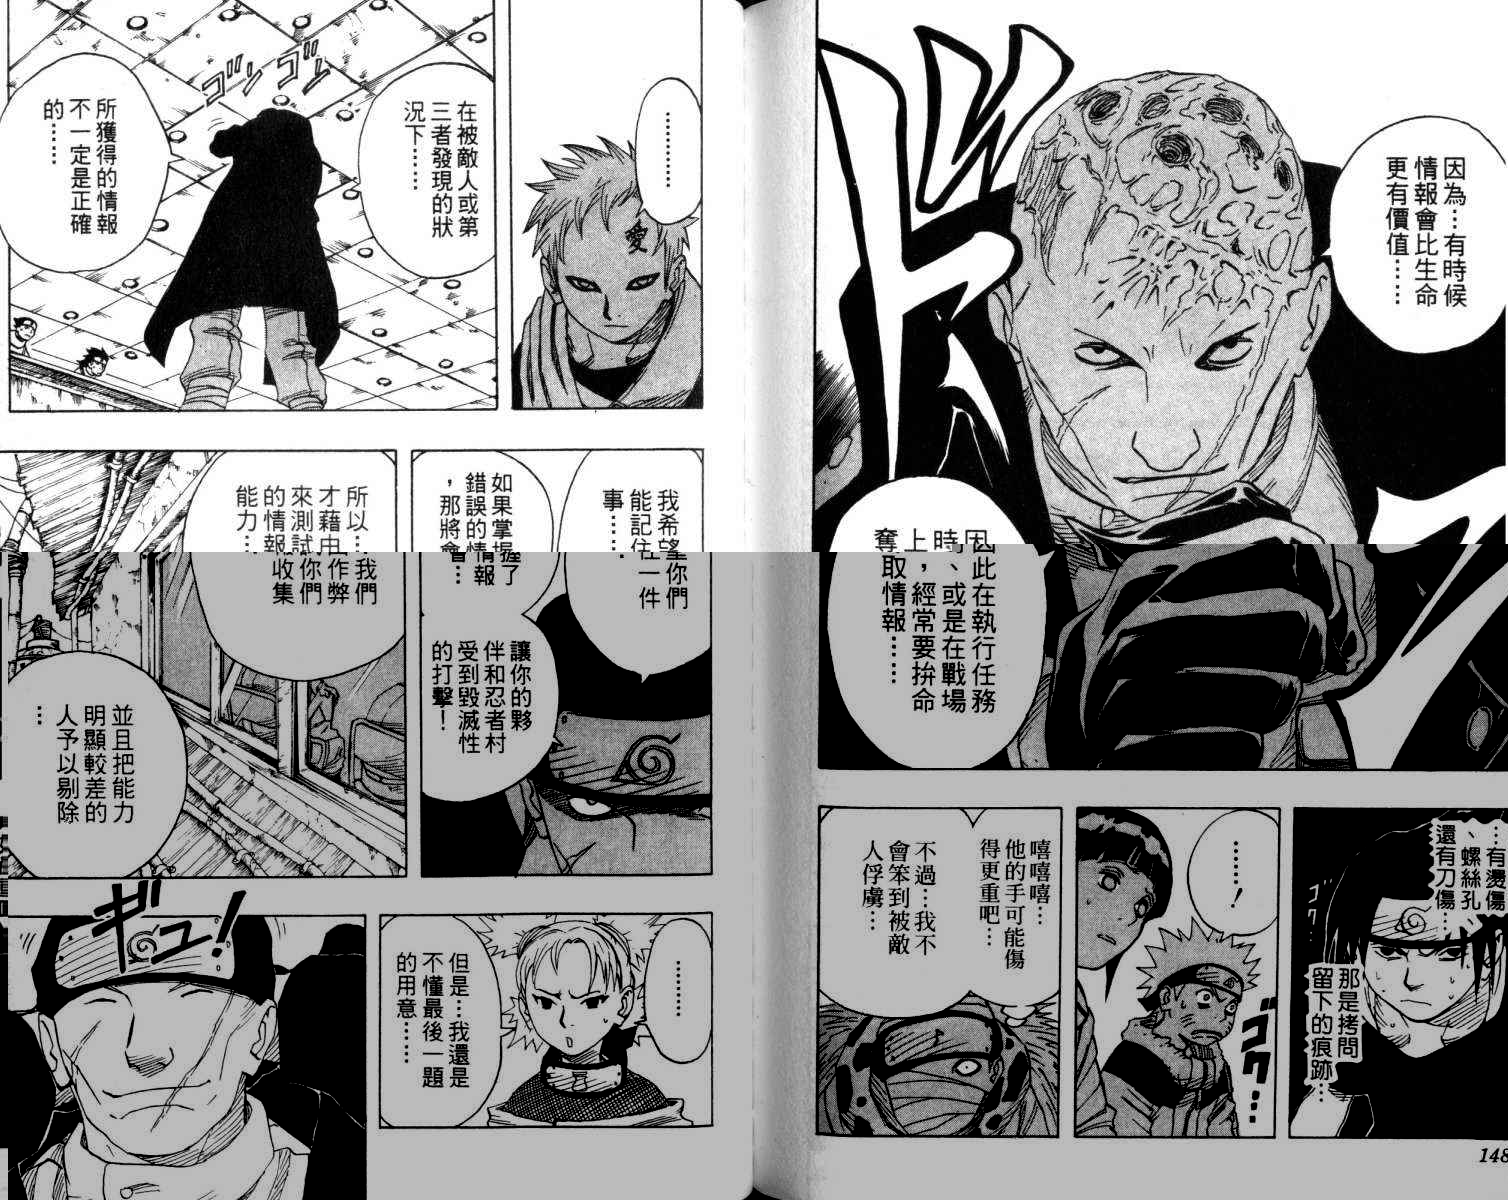 因為…有時候
情報會比生命
更有價值……
因此在執行任務
時、或是在戰場
上，經常要拚命
奪取情報……
…有燙傷
、螺絲孔
還有刀傷…
那是拷問
留下的痕跡…
……！
ゴク…
嘻嘻嘻…
他的手可能傷
得更重吧…
不過…我不
會笨到被敵
人俘虜…
148
…………
愛
在被敵人或第
三者發現的狀
況下……
ゴンゴン
所獲得的情報
不一定是正確
的……
我希望你們
能記住一件
事……
如果掌握了
錯誤的情報
，那將會…
讓你的夥
伴和忍者村
受到毀滅性
的打擊！
所以…我們
才藉由作弊
來測試你們
的情報收集
能力…
並且把能力
明顯較差的
人予以剔除
…
…………
但是…我還是
不懂最後一題
的用意……
ギュ！